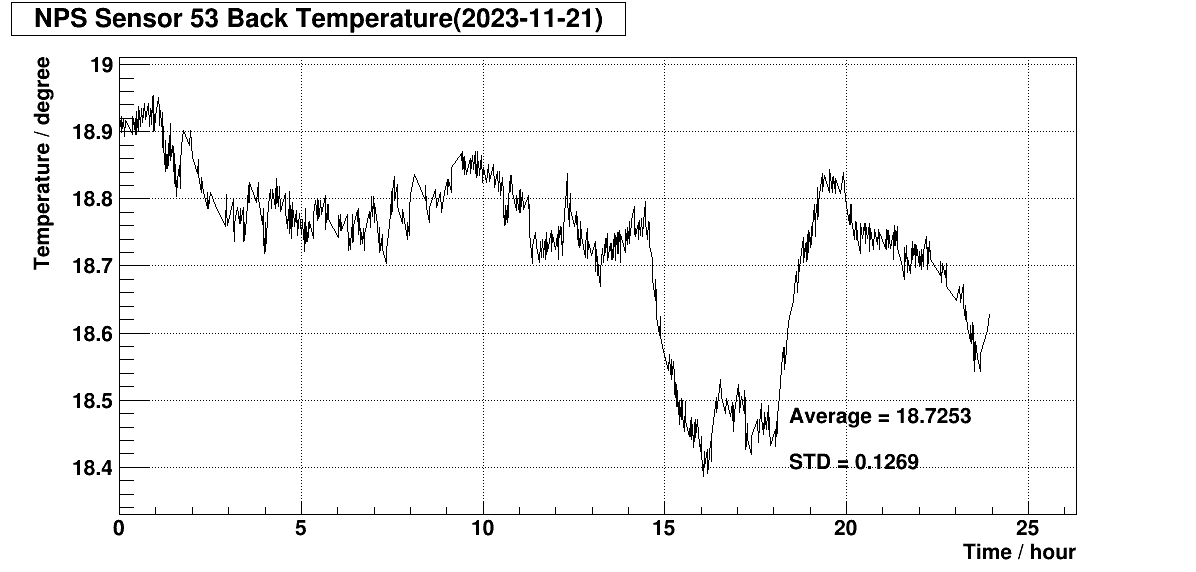 NPS Sensor 53 Back Temperature(2023-11-21)
Temperature / degree
19
18.9
18.8
18.7
18.6
18.5
18.4
Average = 18.7253
STD = 0.1269
0 5 10 15 20 25
Time / hour